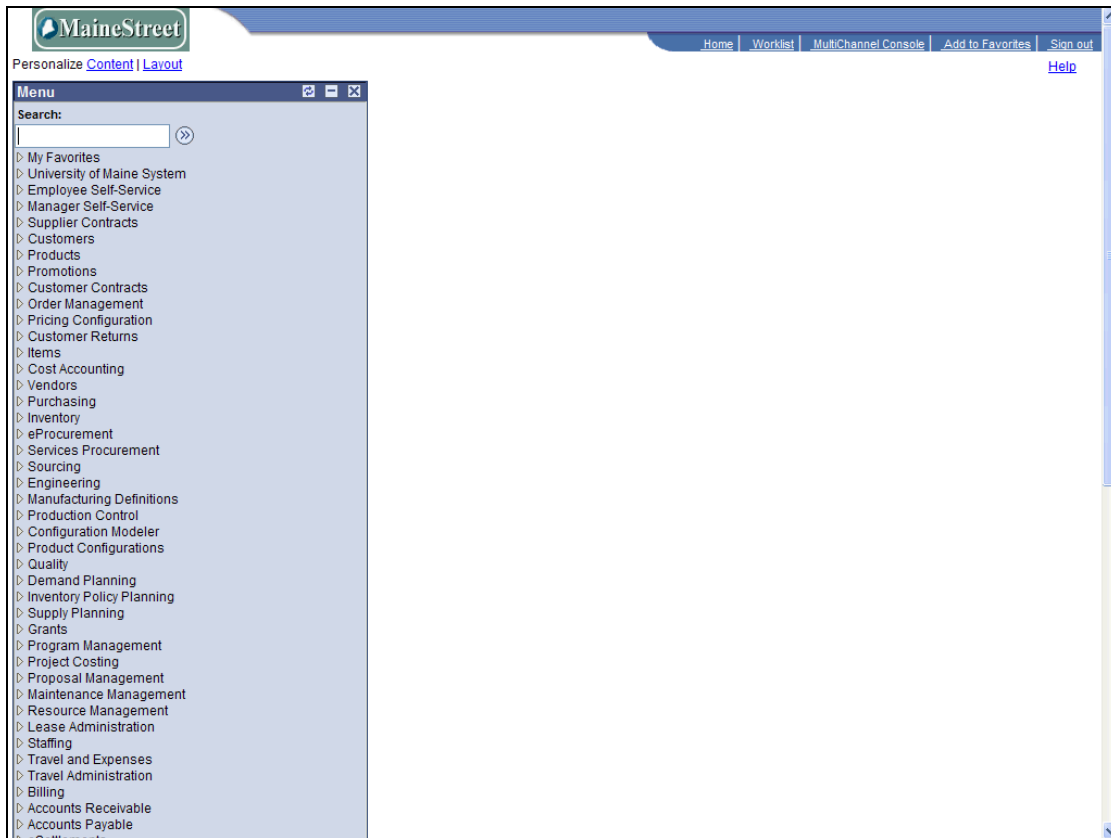 MaineStreet
Home Worklist MultiChannel Console Add to Favorites Sign out
Personalize Content | Layout
Help
Menu
Search:
My Favorites
University of Maine System
Employee Self-Service
Manager Self-Service
Supplier Contracts
Customers
Products
Promotions
Customer Contracts
Order Management
Pricing Configuration
Customer Returns
Items
Cost Accounting
Vendors
Purchasing
Inventory
eProcurement
Services Procurement
Sourcing
Engineering
Manufacturing Definitions
Production Control
Configuration Modeler
Product Configurations
Quality
Demand Planning
Inventory Policy Planning
Supply Planning
Grants
Program Management
Project Costing
Proposal Management
Maintenance Management
Resource Management
Lease Administration
Staffing
Travel and Expenses
Travel Administration
Billing
Accounts Receivable
Accounts Payable